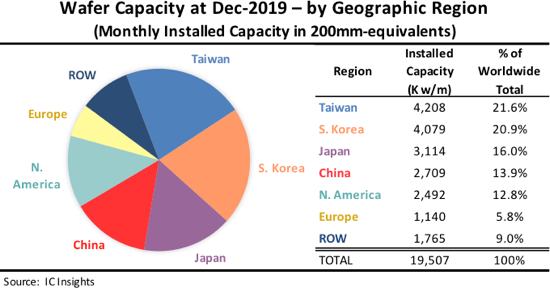 Wafer Capacity at Dec-2019 – by Geographic Region
(Monthly Installed Capacity in 200mm-equivalents)
Taiwan
S. Korea
Japan
China
N.
America
Europe
ROW
Region Installed Capacity (K w/m) % of Worldwide Total
Taiwan 4,208 21.6%
S. Korea 4,079 20.9%
Japan 3,114 16.0%
China 2,709 13.9%
N. America 2,492 12.8%
Europe 1,140 5.8%
ROW 1,765 9.0%
TOTAL 19,507 100%
Source: IC Insights